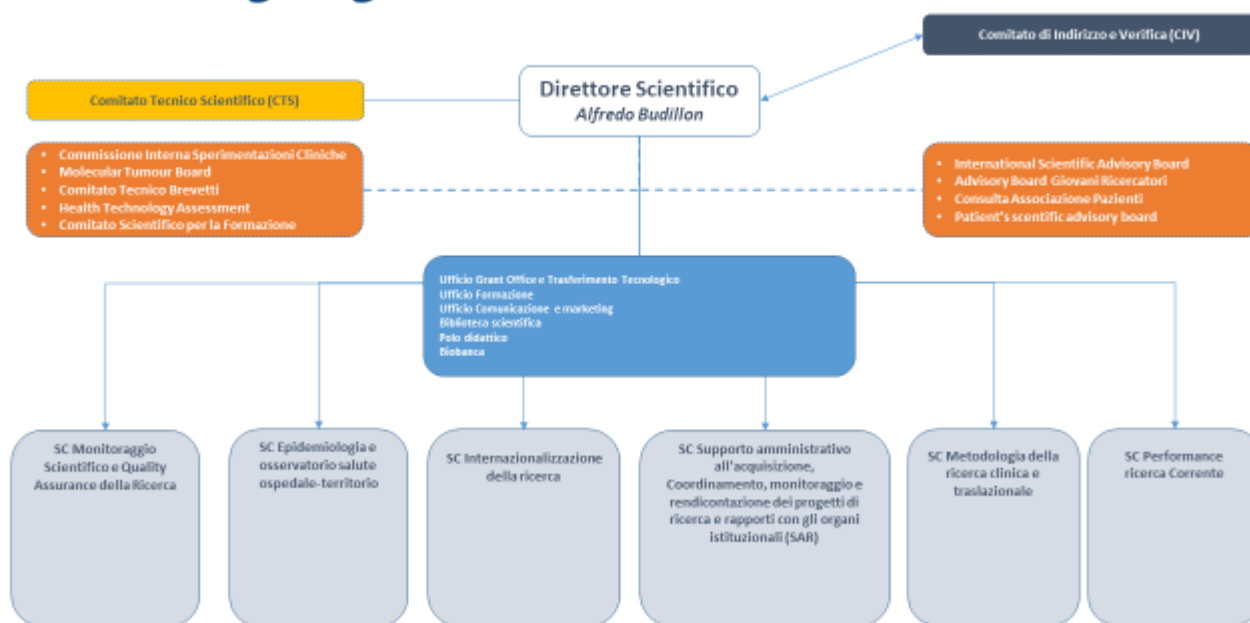 Comitato di Indirizzo e Verifica (CIV)
Direttore Scientifico
Alfredo Budillon
Comitato Tecnico Scientifico (CTS)
• Commissione Interna Sperimentazioni Cliniche
• Molecular Tumour Board
• Comitato Tecnico Brevetti
• Health Technology Assessment
• Comitato Scientifico per la Formazione
• International Scientific Advisory Board
• Advisory Board Giovani Ricercatori
• Consulta Associazione Pazienti
• Patient's scentific advisory board
Ufficio Grant Office e Trasferimento Tecnologico
Ufficio Formazione
Ufficio Comunicazione e marketing
Biblioteca scientifica
Polo didattico
Biobanca
SC Monitoraggio
Scientifico e Quality
Assurance della Ricerca
SC Epidemiologia e
osservatorio salute
ospedale-territorio
SC Internazionalizzazione
della ricerca
SC Supporto amministrativo
all'acquisizione,
Coordinamento, monitoraggio e
rendicontazione dei progetti di
ricerca e rapporti con gli organi
istituzionali (SAR)
SC Metodologia della
ricerca clinica e
traslazionale
SC Performance
ricerca Corrente